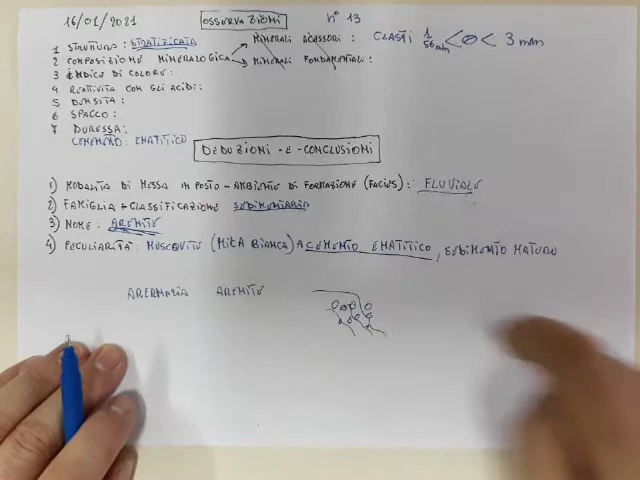 16/01/2021 OSSERVAZIONI n° 13
1 STRUTTURA: STRATIFICATA MINERALI ACESSORI: CLASTI 1/56 mm < ∅ < 3 mm
2 COMPOSIZIONE MINERALOGICA MINERALI FONDAMENTALI:
3 INDICE DI COLORE:
4 REATTIVITA CON GLI ACIDI:
5 DENSITÀ:
6 SPACCO:
7 DUREZZA:
CEMENTO: EMATITICO
DEDUZIONI - E - CONCLUSIONI
1) MODALITÀ DI MESSA IN POSTO - AMBIENTE DI FORMAZIONE (FACIES): FLUVIALE
2) FAMIGLIA + CLASSIFICAZIONE SEDIMENTARIA
3) NOME: ARENITE
4) PECULIARITÀ: MUSCOVITE (MICA BIANCA) A CEMENTO EMATITICO, SEDIMENTO MATURO
ARENARIA ARENITE